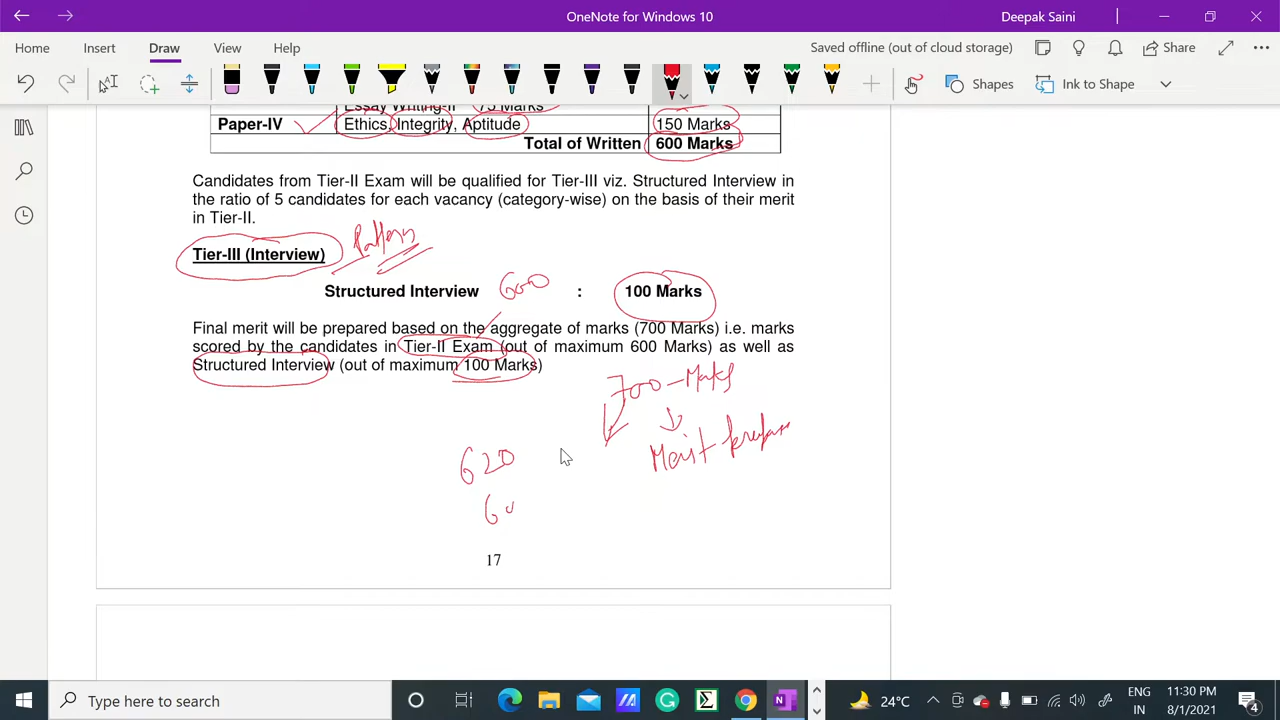 OneNote for Windows 10
Deepak Saini
Home Insert Draw View Help
Saved offline (out of cloud storage)
Share
Shapes
Ink to Shape
Essay Writing-II 75 Marks
Paper-IV Ethics, Integrity, Aptitude 150 Marks
Total of Written 600 Marks
Candidates from Tier-II Exam will be qualified for Tier-III viz. Structured Interview in
the ratio of 5 candidates for each vacancy (category-wise) on the basis of their merit
in Tier-II.
Pattern
Tier-III (Interview)
600
Structured Interview : 100 Marks
Final merit will be prepared based on the aggregate of marks (700 Marks) i.e. marks
scored by the candidates in Tier-II Exam (out of maximum 600 Marks) as well as
Structured Interview (out of maximum 100 Marks)
700 - Marks
Merit
620
17
Type here to search
24°C
ENG
IN
11:30 PM
8/1/2021
4